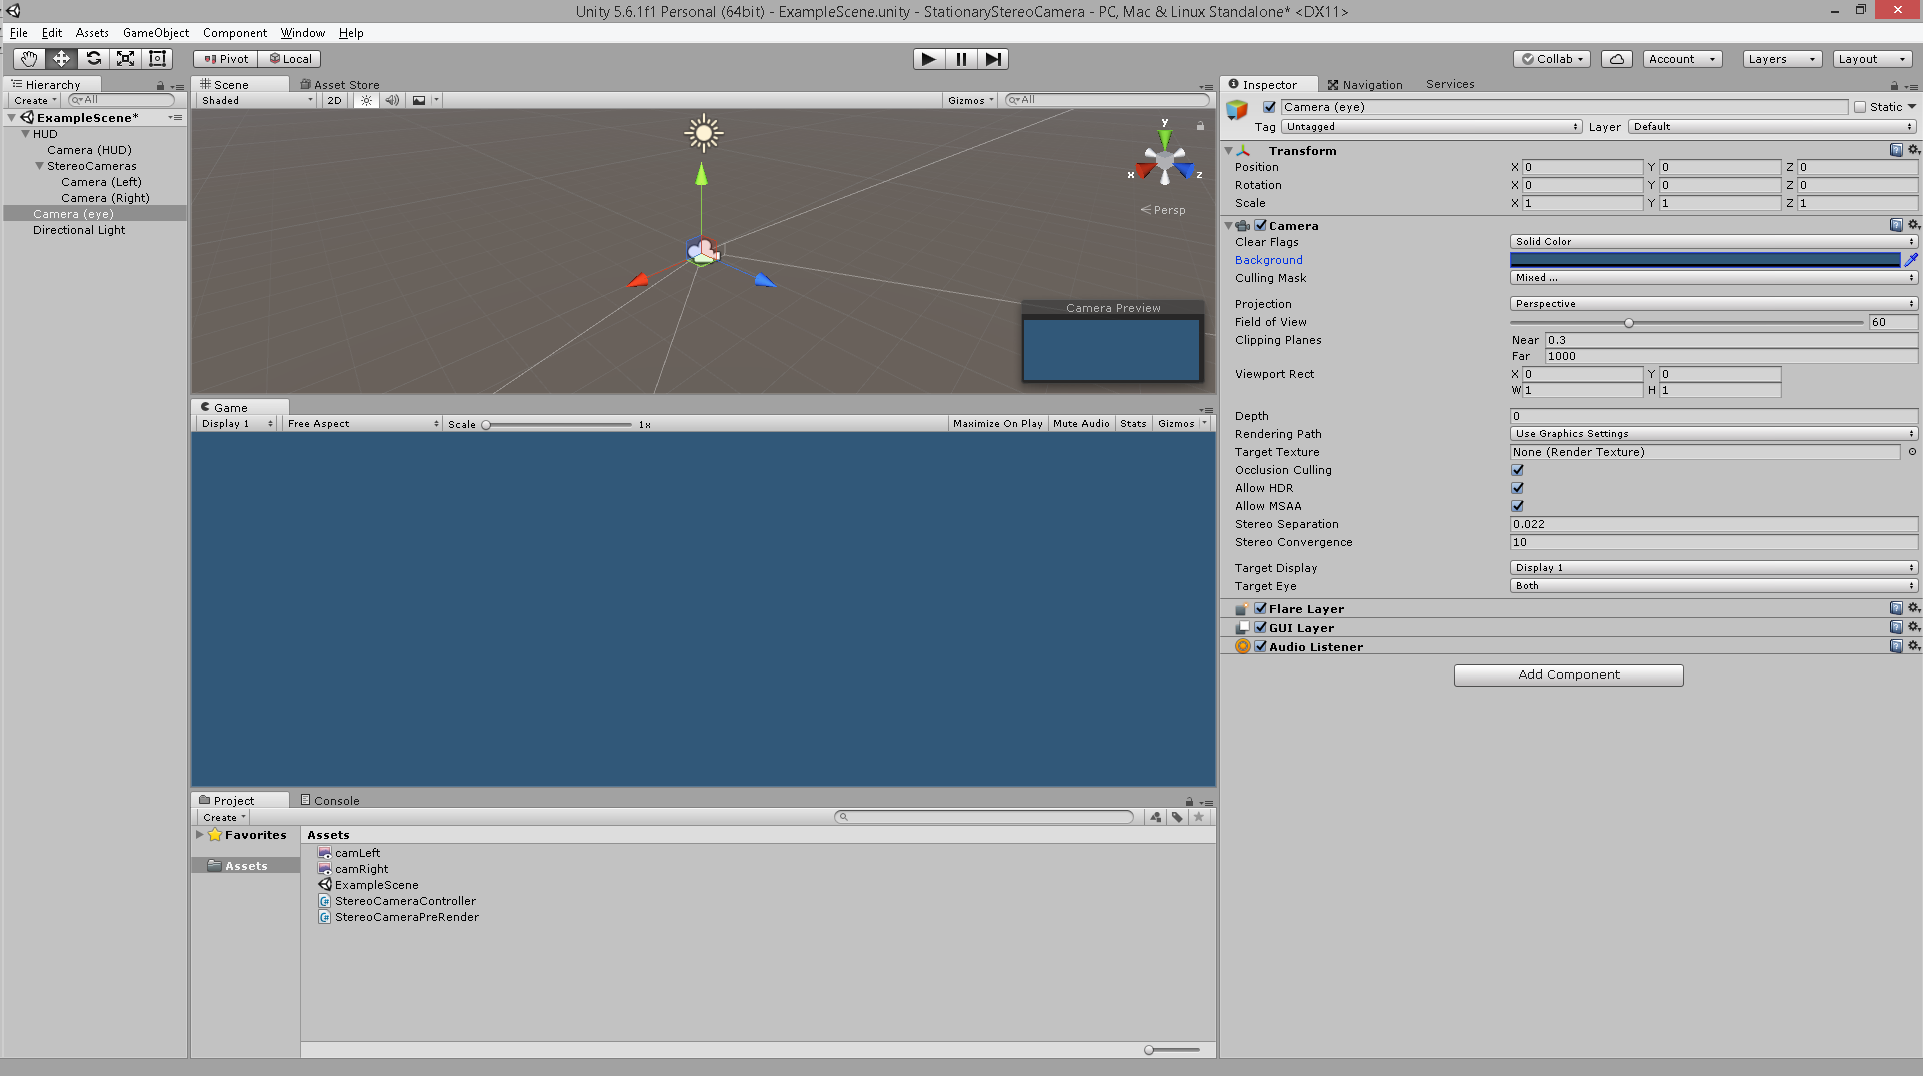 Unity 5.6.1f1 Personal (64bit) - ExampleScene.unity - StationaryStereoCamera - PC, Mac & Linux Standalone* <DX11>
File Edit Assets GameObject Component Window Help
Pivot Local Collab Account Layers Layout
Hierarchy
Create All
ExampleScene*
HUD
Camera (HUD)
StereoCameras
Camera (Left)
Camera (Right)
Camera (eye)
Directional Light
Scene Asset Store
Shaded 2D Gizmos All
y
x z
Persp
Camera Preview
Game
Display 1 Free Aspect Scale 1x Maximize On Play Mute Audio Stats Gizmos
Project Console
Create
Favorites
Assets
Assets
camLeft
camRight
ExampleScene
StereoCameraController
StereoCameraPreRender
Inspector Navigation Services
Camera (eye) Static
Tag Untagged Layer Default
Transform
Position X 0 Y 0 Z 0
Rotation X 0 Y 0 Z 0
Scale X 1 Y 1 Z 1
Camera
Clear Flags Solid Color
Background
Culling Mask Mixed ...
Projection Perspective
Field of View 60
Clipping Planes Near 0.3
Far 1000
Viewport Rect X 0 Y 0
W 1 H 1
Depth 0
Rendering Path Use Graphics Settings
Target Texture None (Render Texture)
Occlusion Culling
Allow HDR
Allow MSAA
Stereo Separation 0.022
Stereo Convergence 10
Target Display Display 1
Target Eye Both
Flare Layer
GUI Layer
Audio Listener
Add Component